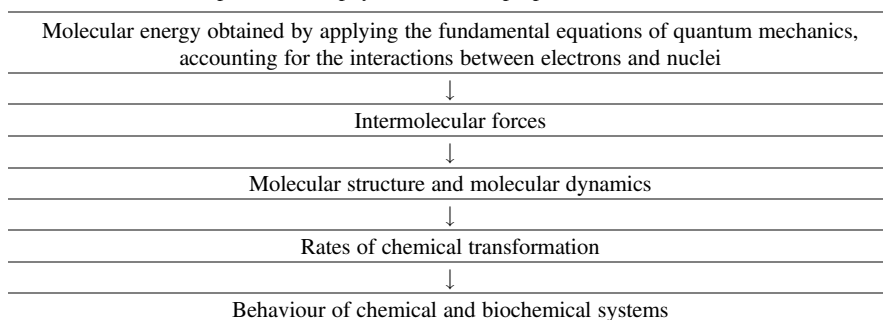 Molecular energy obtained by applying the fundamental equations of quantum mechanics,
accounting for the interactions between electrons and nuclei
↓
Intermolecular forces
↓
Molecular structure and molecular dynamics
↓
Rates of chemical transformation
↓
Behaviour of chemical and biochemical systems